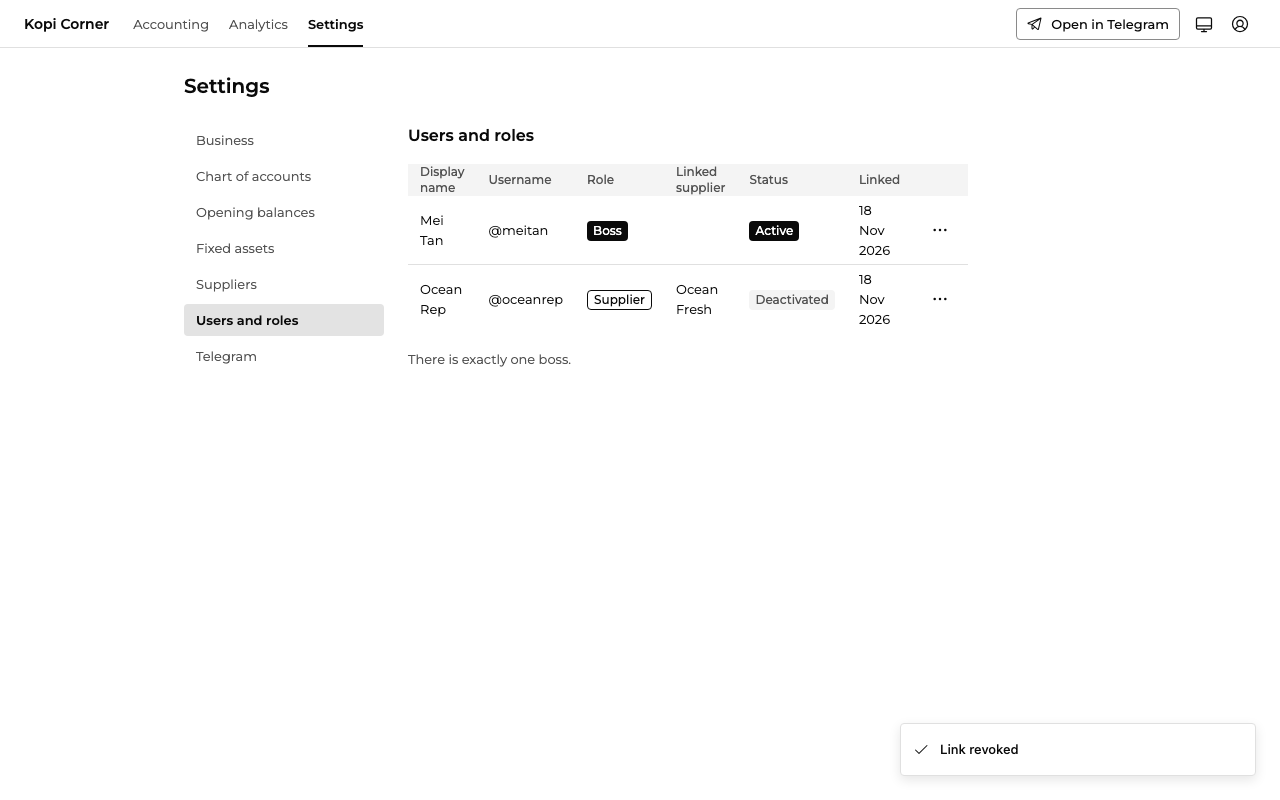 Kopi Corner
Accounting
Analytics
Settings
Open in Telegram
Settings
Business
Chart of accounts
Opening balances
Fixed assets
Suppliers
Users and roles
Telegram
Users and roles
Display name
Username
Role
Linked supplier
Status
Linked
Mei Tan
@meitan
Boss
Active
18 Nov 2026
Ocean Rep
@oceanrep
Supplier
Ocean Fresh
Deactivated
18 Nov 2026
There is exactly one boss.
Link revoked